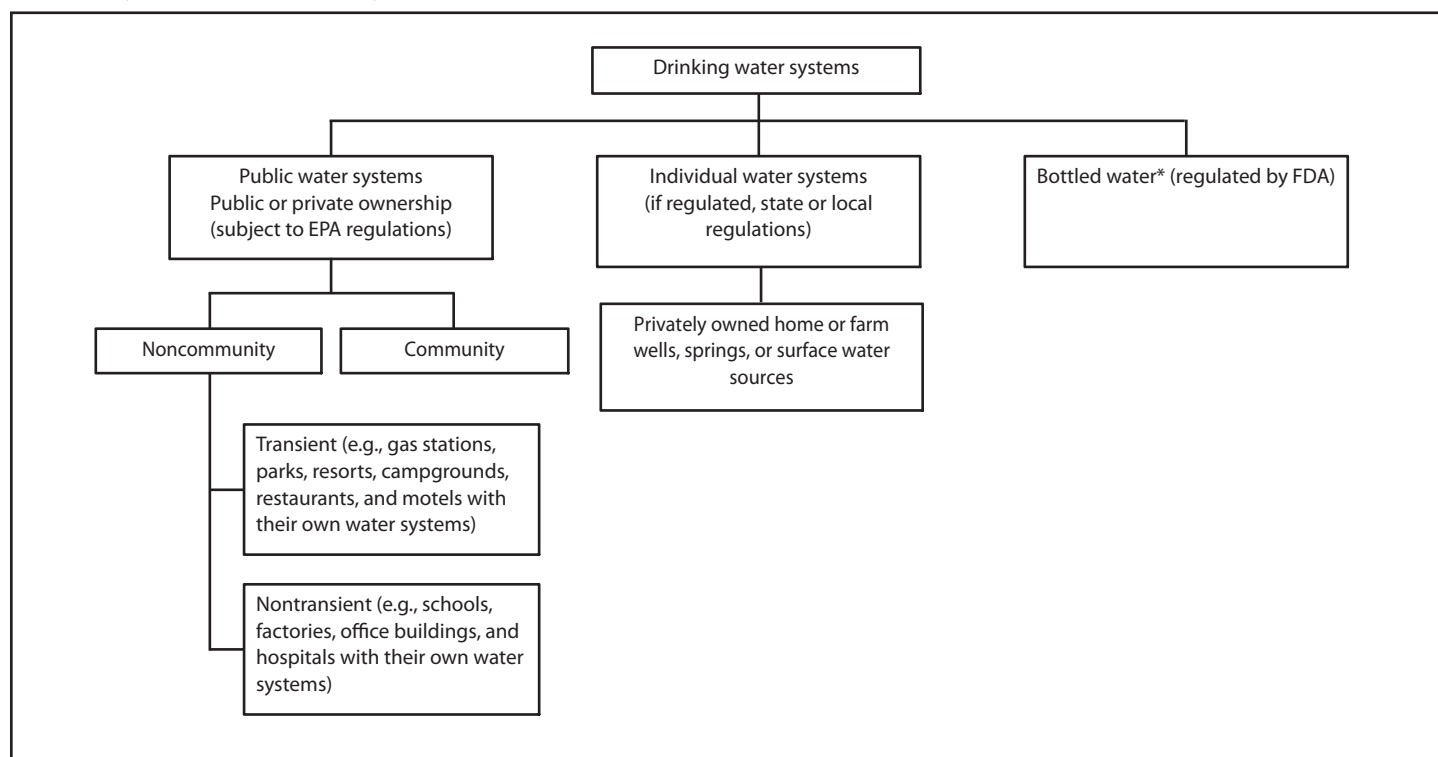 Drinking water systems
Public water systems
Public or private ownership
(subject to EPA regulations)
Individual water systems
(if regulated, state or local
regulations)
Bottled water* (regulated by FDA)
Noncommunity
Community
Privately owned home or farm
wells, springs, or surface water
sources
Transient (e.g., gas stations,
parks, resorts, campgrounds,
restaurants, and motels with
their own water systems)
Nontransient (e.g., schools,
factories, office buildings, and
hospitals with their own water
systems)